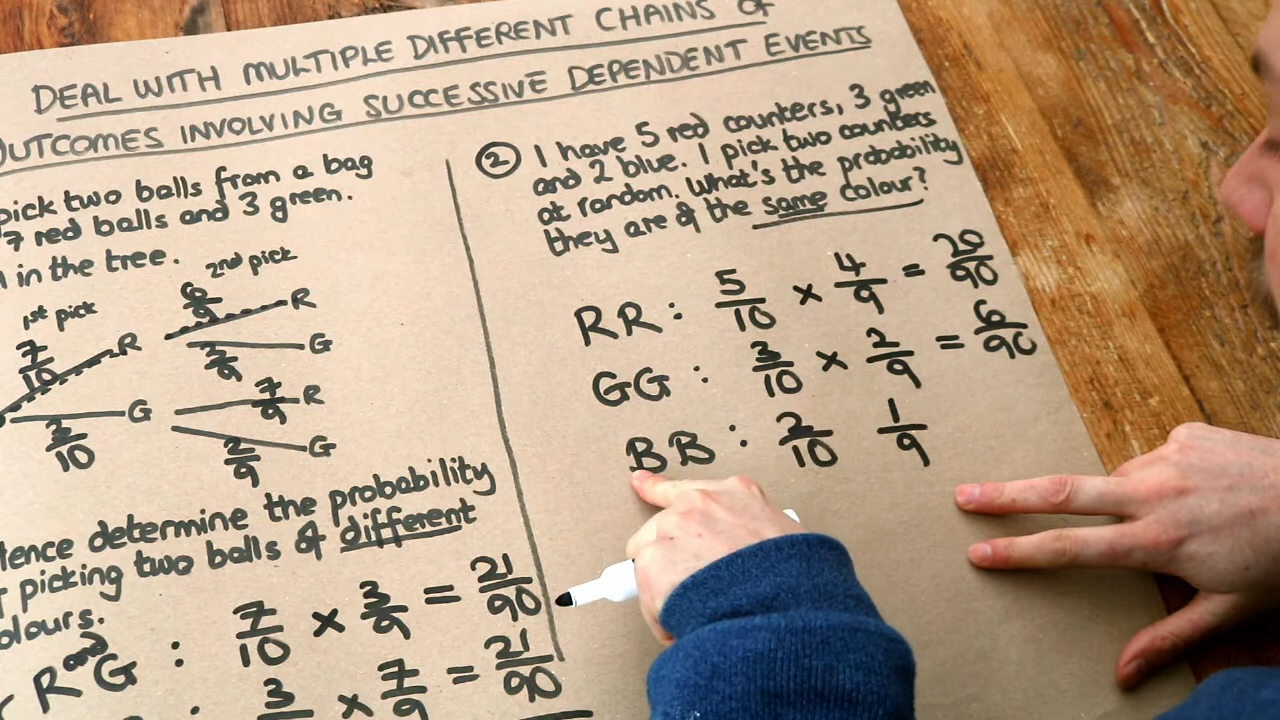 DEAL WITH MULTIPLE DIFFERENT CHAINS OF
OUTCOMES INVOLVING SUCCESSIVE DEPENDENT EVENTS
pick two balls from a bag
7 red balls and 3 green.
in the tree.
1st pick
2nd pick
7/10
R
6/9
R
3/9
G
3/10
G
7/9
R
2/9
G
Hence determine the probability
picking two balls of different
colours.
R and G : 7/10 × 3/9 = 21/90
: 3 × 7/9 = 21/90
② I have 5 red counters, 3 green
and 2 blue. I pick two counters
at random. What's the probability
they are of the same colour?
RR : 5/10 × 4/9 = 20/90
GG : 3/10 × 2/9 = 6/90
BB : 2/10 1/9